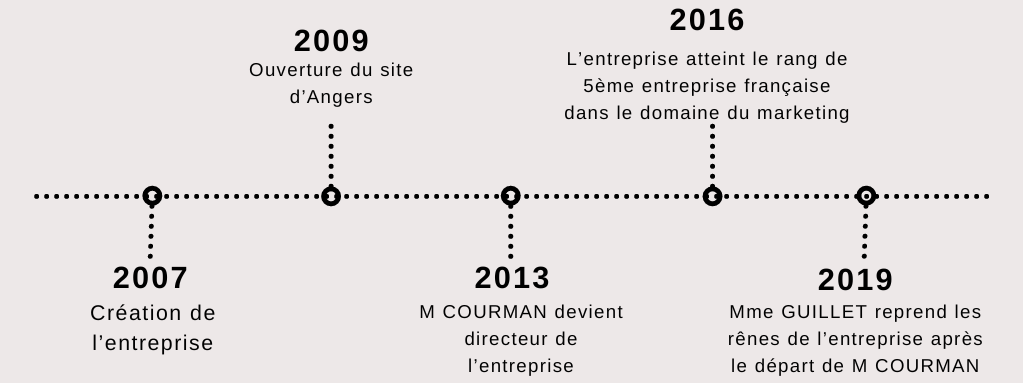 2007
Création de
l’entreprise
2009
Ouverture du site
d’Angers
2013
M COURMAN devient
directeur de
l’entreprise
2016
L’entreprise atteint le rang de
5ème entreprise française
dans le domaine du marketing
2019
Mme GUILLET reprend les
rênes de l’entreprise après
le départ de M COURMAN